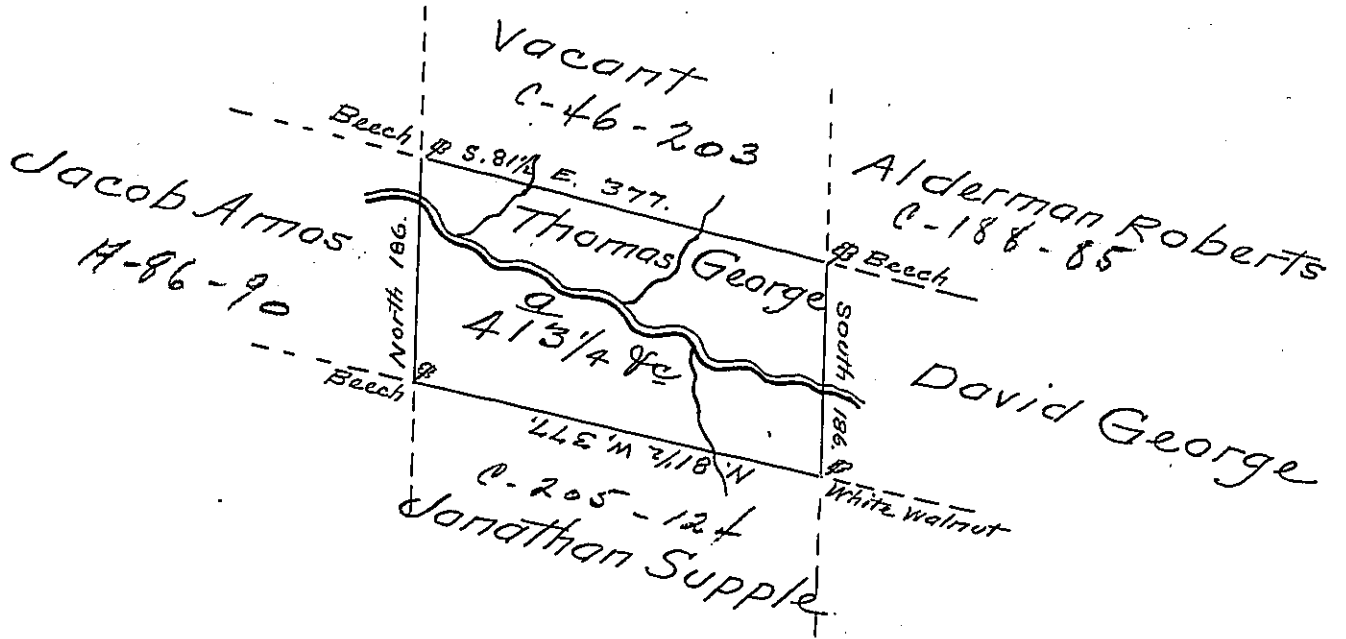 Vacant
C-46-203
Beech
S. 81½ E. 377.
Alderman Roberts
C-188-85
Jacob Amos
H-86-90
North 186.
Thomas George
a
413¼ &c
Beech
South 186.
David George
Beech
N. 81½ W. 377.
White Walnut
C-205-124
Jonathan Supple